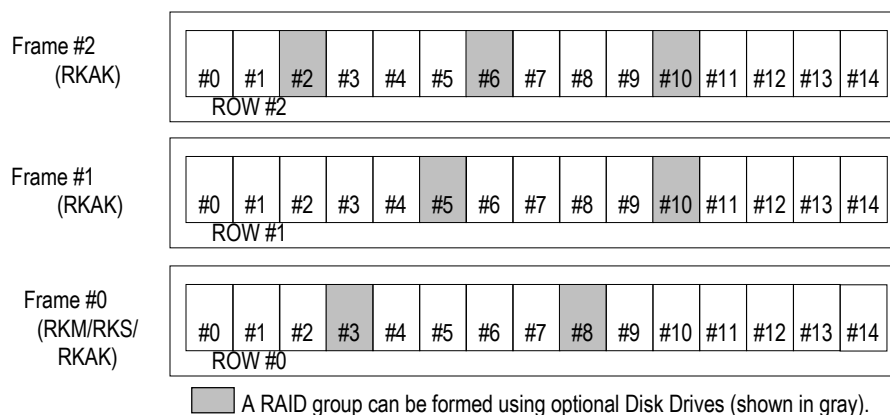 Frame #2
(RKAK)
#0 #1 #2 #3 #4 #5 #6 #7 #8 #9 #10 #11 #12 #13 #14
ROW #2
Frame #1
(RKAK)
#0 #1 #2 #3 #4 #5 #6 #7 #8 #9 #10 #11 #12 #13 #14
ROW #1
Frame #0
(RKM/RKS/
RKAK)
#0 #1 #2 #3 #4 #5 #6 #7 #8 #9 #10 #11 #12 #13 #14
ROW #0
A RAID group can be formed using optional Disk Drives (shown in gray).